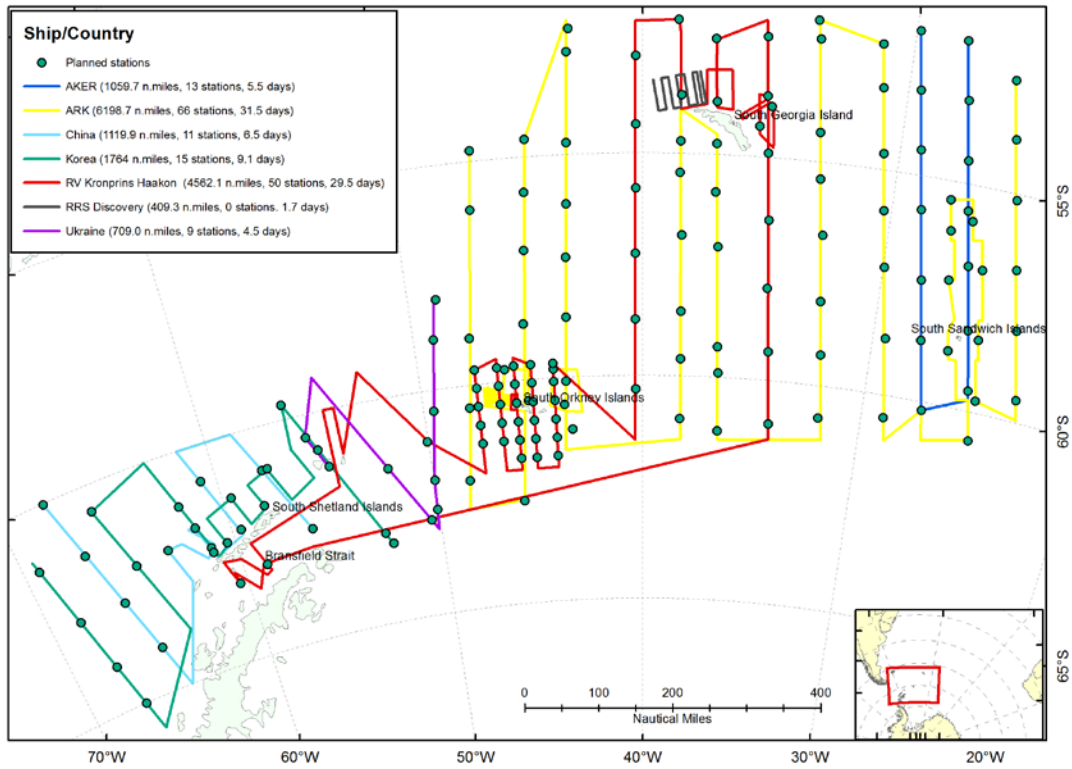 Ship/Country
Planned stations
AKER (1059.7 n.miles, 13 stations, 5.5 days)
ARK (6198.7 n.miles, 66 stations, 31.5 days)
China (1119.9 n.miles, 11 stations, 6.5 days)
Korea (1764 n.miles, 15 stations, 9.1 days)
RV Kronprins Haakon (4562.1 n.miles, 50 stations, 29.5 days)
RRS Discovery (409.3 n.miles, 0 stations. 1.7 days)
Ukraine (709.0 n.miles, 9 stations, 4.5 days)
South Georgia Island
55°S
South Sandwich Islands
South Orkney Islands
60°S
South Shetland Islands
Bransfield Strait
65°S
0 100 200 400
Nautical Miles
70°W 60°W 50°W 40°W 30°W 20°W